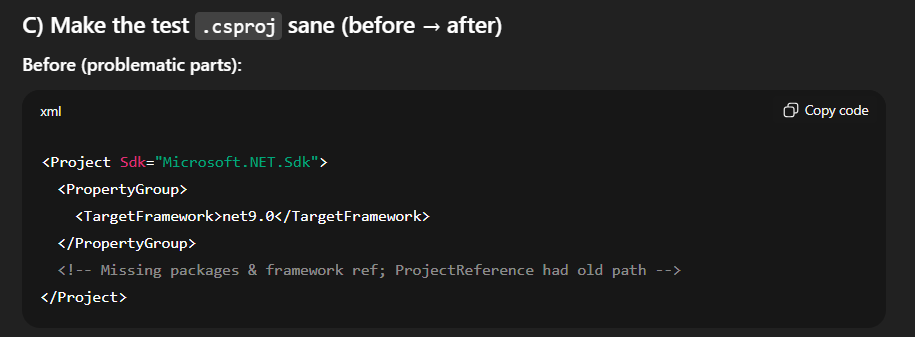 C) Make the test .csproj sane (before → after)
Before (problematic parts):
xml
Copy code
<Project Sdk="Microsoft.NET.Sdk">
  <PropertyGroup>
    <TargetFramework>net9.0</TargetFramework>
  </PropertyGroup>
  <!-- Missing packages & framework ref; ProjectReference had old path -->
</Project>